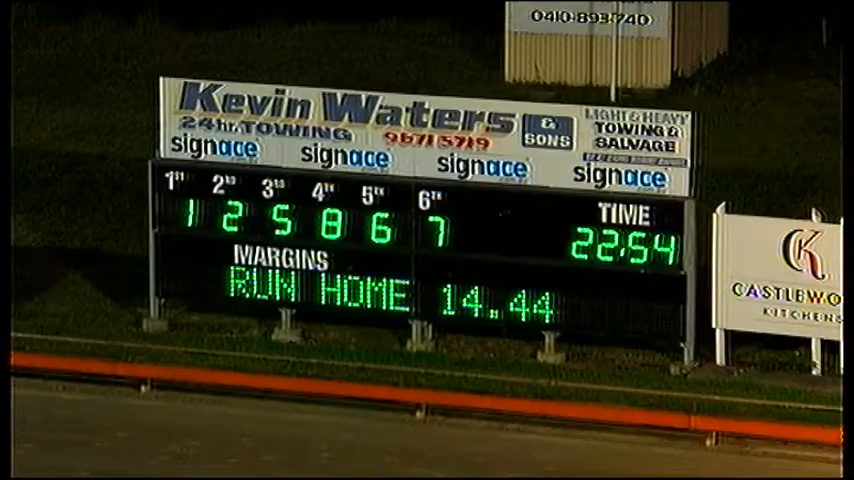 0410-893-740
Kevin Waters & SONS
LIGHT & HEAVY
24hr. TOWING 9571 5719
TOWING & SALVAGE
signace signace signace signace
1ST 2ND 3RD 4TH 5TH 6TH TIME
1 2 5 8 6 7 22.54
MARGINS
RUN HOME 14.44
K
CASTLEWO
KITCHENS